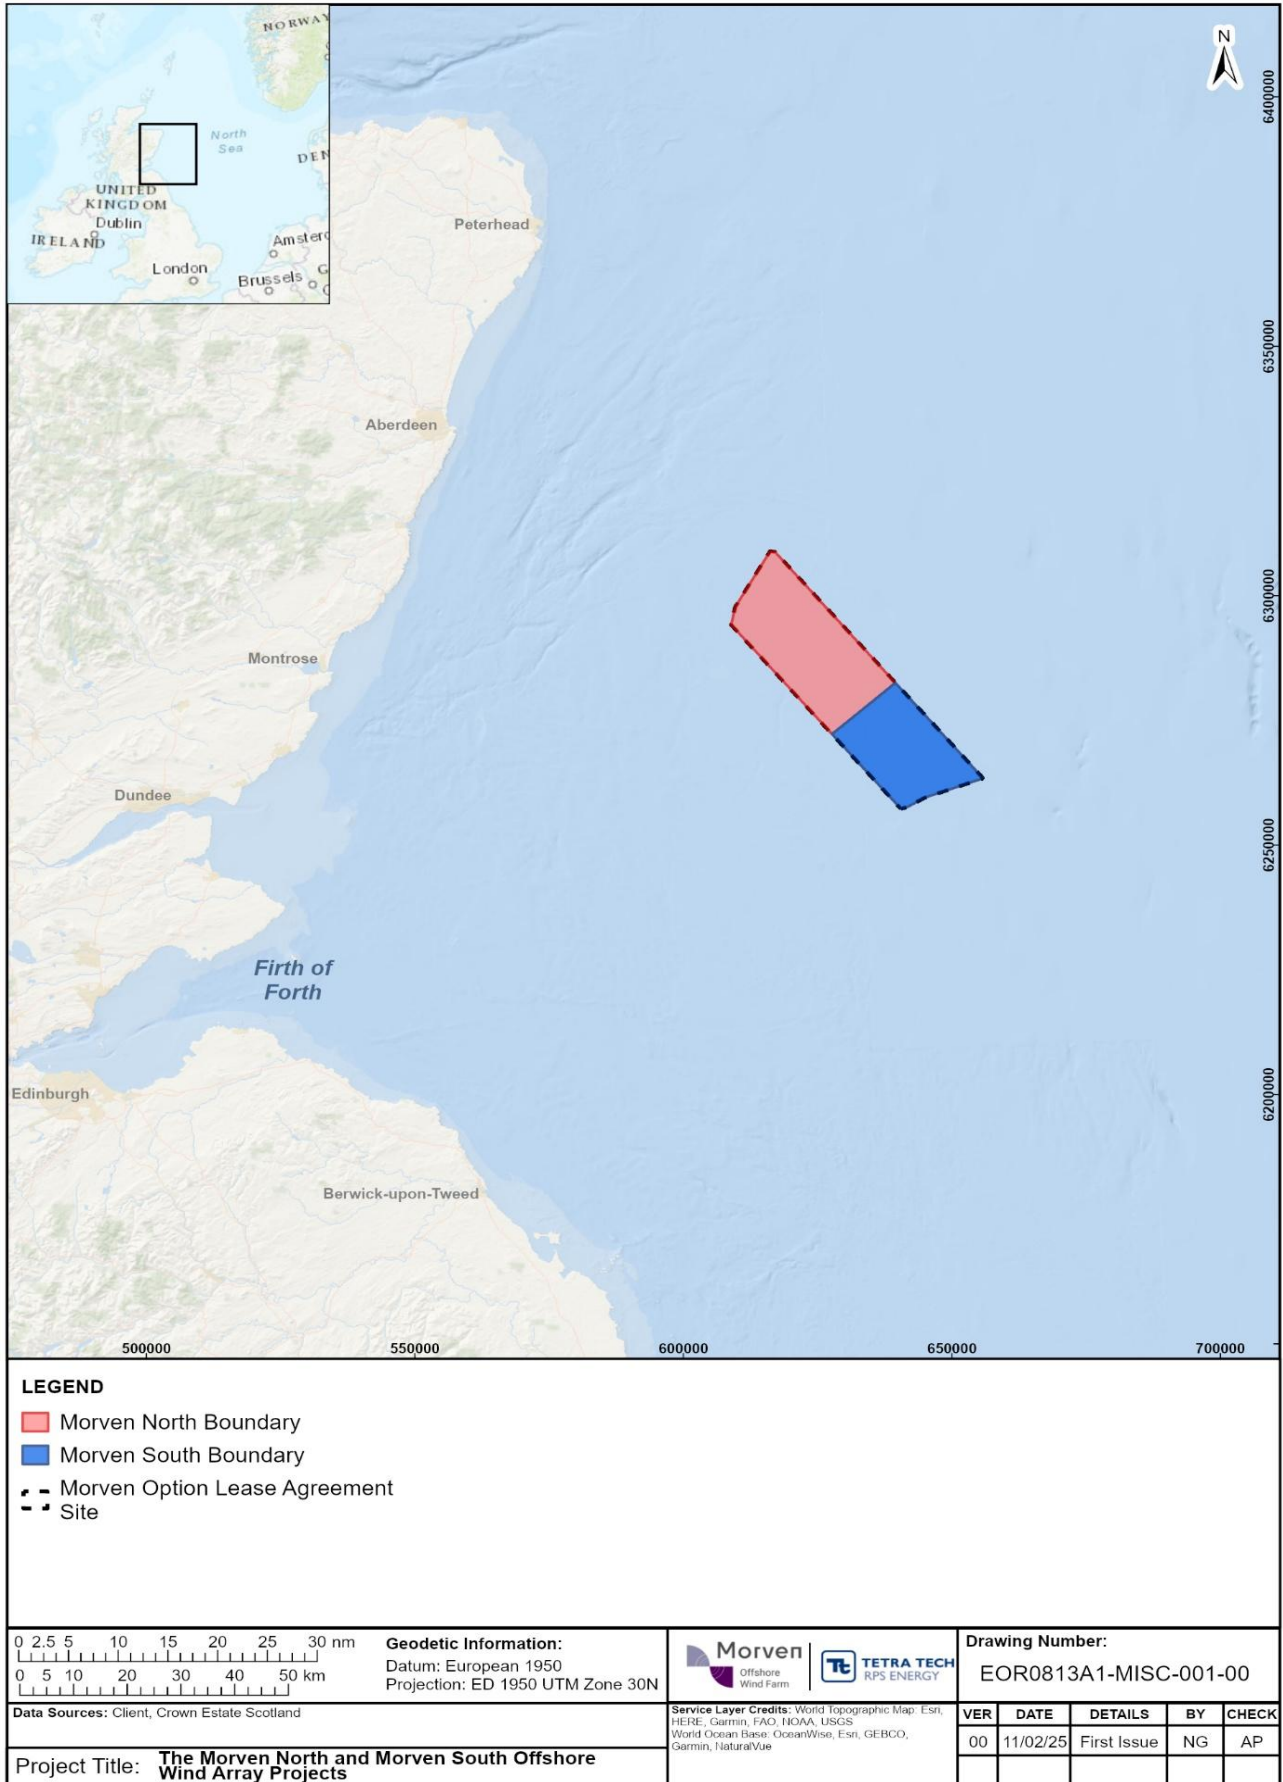 NORWAY
North
Sea
DEN
UNITED
KINGDOM
Dublin
IRELAND
Amsterd
London
Brussels
G
N
6400000
Peterhead
6350000
Aberdeen
6300000
Montrose
Dundee
6250000
Firth of
Forth
6200000
Edinburgh
Berwick-upon-Tweed
500000 550000 600000 650000 700000
LEGEND
Morven North Boundary
Morven South Boundary
Morven Option Lease Agreement
Site
0 2.5 5 10 15 20 25 30 nm
0 5 10 20 30 40 50 km
Geodetic Information:
Datum: European 1950
Projection: ED 1950 UTM Zone 30N
Morven
Offshore
Wind Farm
Tt TETRA TECH
RPS ENERGY
Drawing Number:
EOR0813A1-MISC-001-00
Data Sources: Client, Crown Estate Scotland
Service Layer Credits: World Topographic Map: Esri,
HERE, Garmin, FAO, NOAA, USGS
World Ocean Base: OceanWise, Esri, GEBCO,
Garmin, NaturalVue
VER DATE DETAILS BY CHECK
00 11/02/25 First Issue NG AP
Project Title: The Morven North and Morven South Offshore
Wind Array Projects